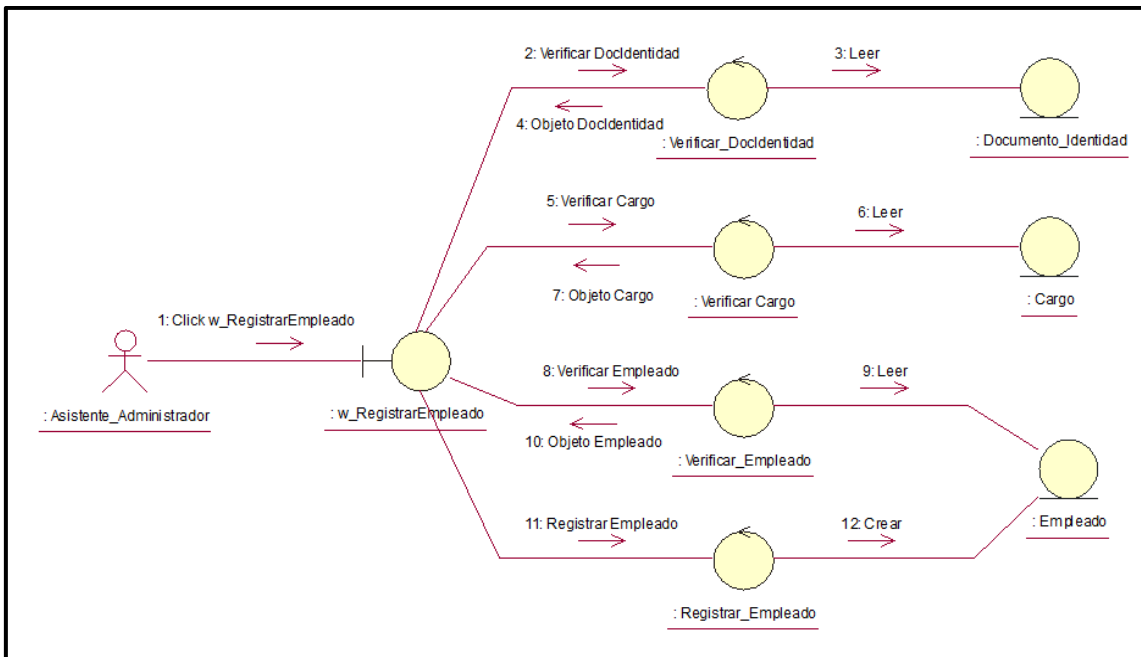 2: Verificar DocIdentidad
3: Leer
4: Objeto DocIdentidad
: Verificar_DocIdentidad
: Documento_Identidad
5: Verificar Cargo
6: Leer
7: Objeto Cargo
: Verificar Cargo
: Cargo
1: Click w_RegistrarEmpleado
: Asistente_Administrador
: w_RegistrarEmpleado
8: Verificar Empleado
9: Leer
10: Objeto Empleado
: Verificar_Empleado
: Empleado
11: Registrar Empleado
12: Crear
: Registrar_Empleado